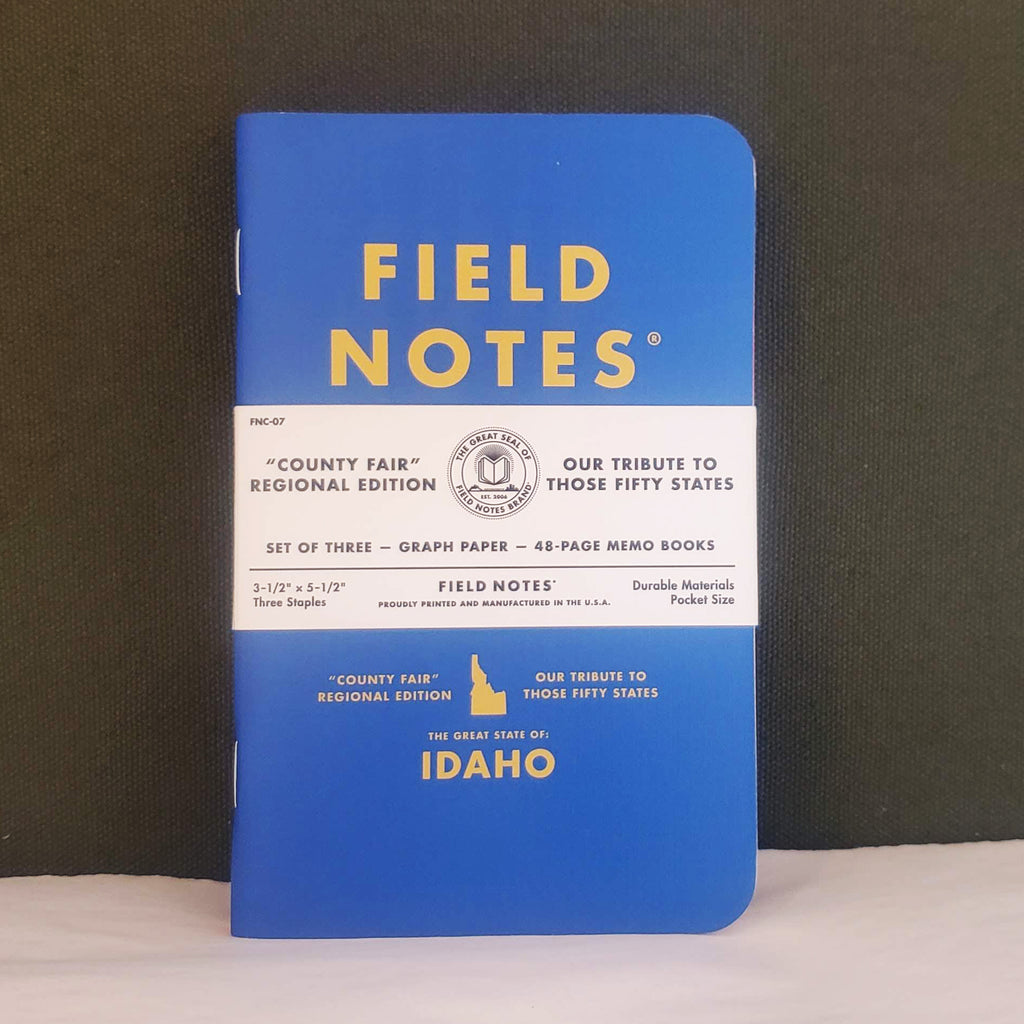 FIELD
NOTES®
FNC-07
"COUNTY FAIR"
REGIONAL EDITION
THE GREAT SEAL OF
EST. 2006
FIELD NOTES BRAND
OUR TRIBUTE TO
THOSE FIFTY STATES
SET OF THREE — GRAPH PAPER — 48-PAGE MEMO BOOKS
3-1/2" × 5-1/2"
Three Staples
FIELD NOTES®
PROUDLY PRINTED AND MANUFACTURED IN THE U.S.A.
Durable Materials
Pocket Size
"COUNTY FAIR"
REGIONAL EDITION
OUR TRIBUTE TO
THOSE FIFTY STATES
THE GREAT STATE OF:
IDAHO